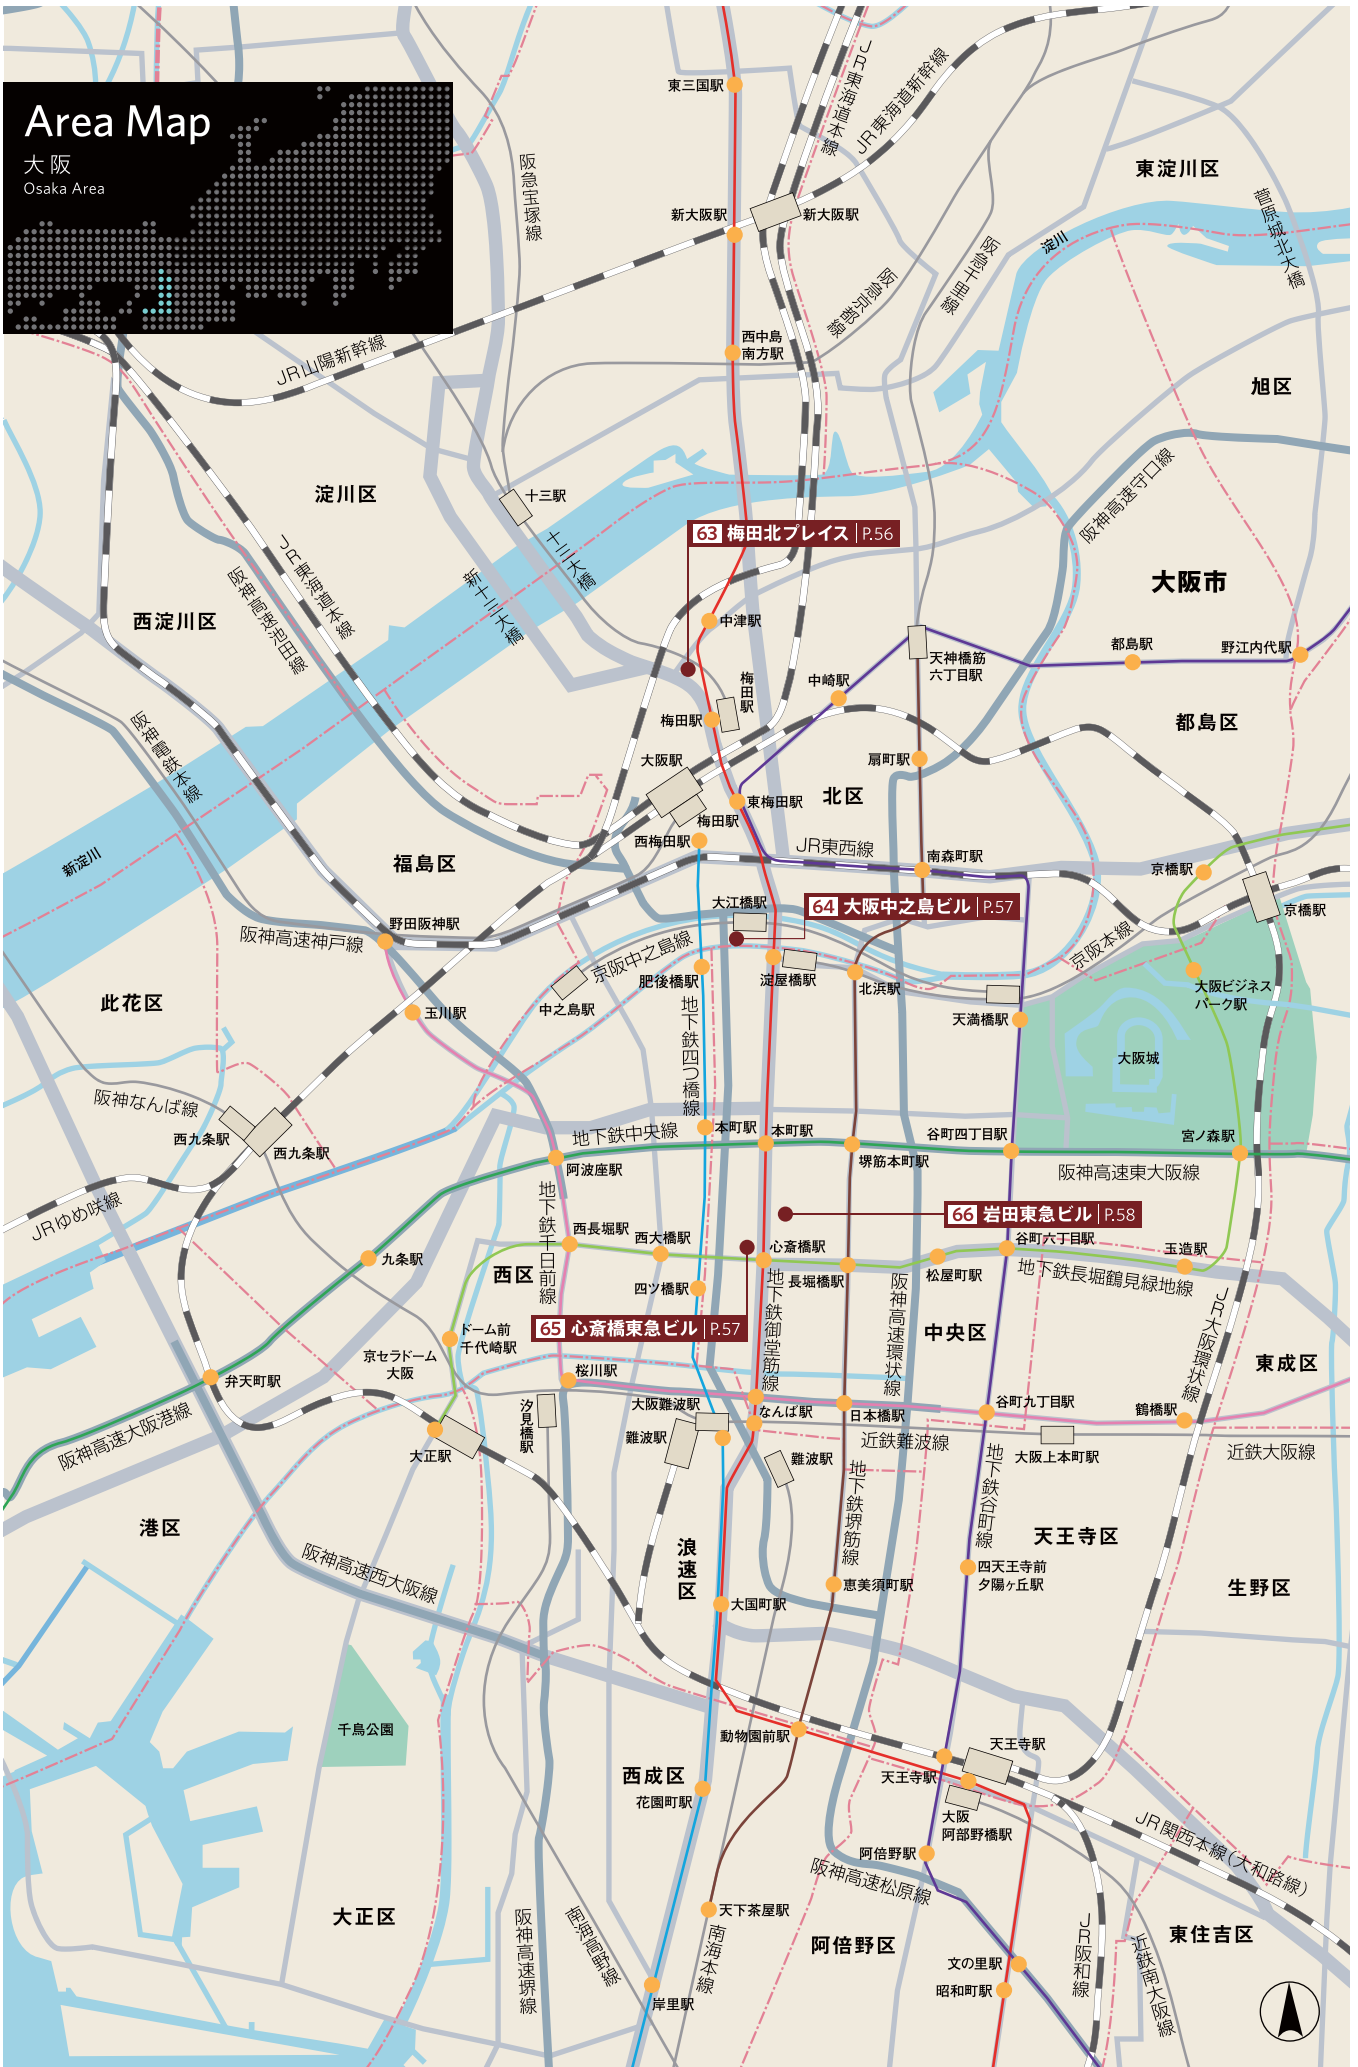 Area Map
大阪
Osaka Area
東三国駅
JR東海道本線
JR東海道新幹線
東淀川区
阪急宝塚線
新大阪駅
新大阪駅
菅原城北大橋
淀川
阪急千里線
阪急京都線
西中島
南方駅
JR山陽新幹線
旭区
淀川区
十三駅
阪神高速守口線
63 梅田北プレイス P.56
十三大橋
新十三大橋
JR東海道本線
阪神高速池田線
大阪市
西淀川区
中津駅
都島駅
野江内代駅
天神橋筋
六丁目駅
中崎駅
梅田駅
梅田駅
都島区
阪神電鉄本線
大阪駅
扇町駅
北区
東梅田駅
梅田駅
西梅田駅
JR東西線
南森町駅
新淀川
福島区
京橋駅
京橋駅
大江橋駅
64 大阪中之島ビル P.57
野田阪神駅
阪神高速神戸線
京阪中之島線
京阪本線
淀屋橋駅
肥後橋駅
北浜駅
大阪ビジネス
パーク駅
此花区
中之島駅
玉川駅
天満橋駅
地下鉄四つ橋線
大阪城
阪神なんば線
西九条駅
西九条駅
地下鉄中央線
本町駅
本町駅
谷町四丁目駅
宮ノ森駅
阿波座駅
堺筋本町駅
阪神高速東大阪線
JRゆめ咲線
地下鉄千日前線
66 岩田東急ビル P.58
西長堀駅
西大橋駅
心斎橋駅
谷町六丁目駅
玉造駅
九条駅
西区
四ツ橋駅
長堀橋駅
松屋町駅
地下鉄長堀鶴見緑地線
65 心斎橋東急ビル P.57
地下鉄御堂筋線
阪神高速環状線
中央区
JR大阪環状線
ドーム前
千代崎駅
京セラドーム
大阪
東成区
弁天町駅
桜川駅
汐見橋駅
大阪難波駅
なんば駅
日本橋駅
谷町九丁目駅
鶴橋駅
阪神高速大阪港線
大正駅
難波駅
難波駅
近鉄難波線
大阪上本町駅
近鉄大阪線
地下鉄堺筋線
地下鉄谷町線
港区
阪神高速西大阪線
浪速区
天王寺区
四天王寺前
夕陽ヶ丘駅
恵美須町駅
生野区
大国町駅
千鳥公園
動物園前駅
天王寺駅
天王寺駅
西成区
花園町駅
大阪
阿部野橋駅
JR関西本線(大和路線)
阿倍野駅
阪神高速松原線
天下茶屋駅
大正区
阪神高速堺線
南海高野線
南海本線
阿倍野区
JR阪和線
近鉄南大阪線
東住吉区
文の里駅
昭和町駅
岸里駅